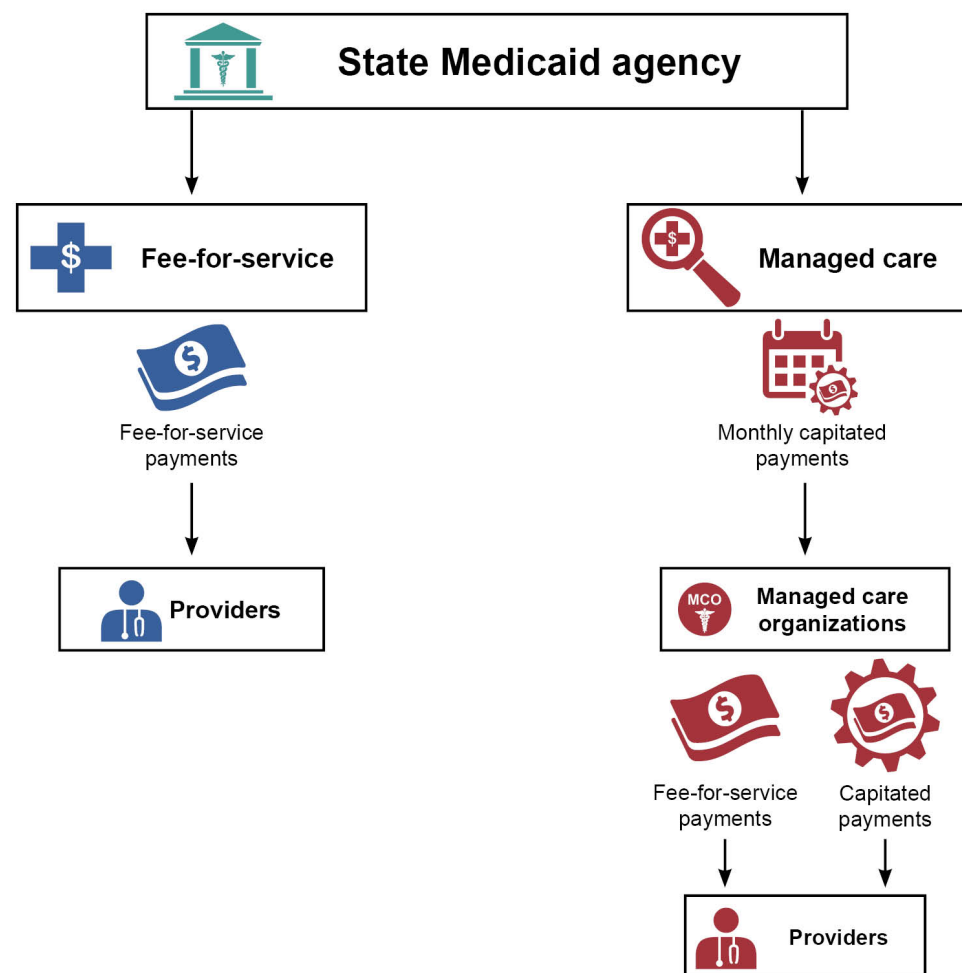 State Medicaid agency
$
Fee-for-service
$
Managed care
$
Fee-for-service
payments
$
Monthly capitated
payments
Providers
MCO
Managed care
organizations
$
$
Fee-for-service
payments
Capitated
payments
Providers